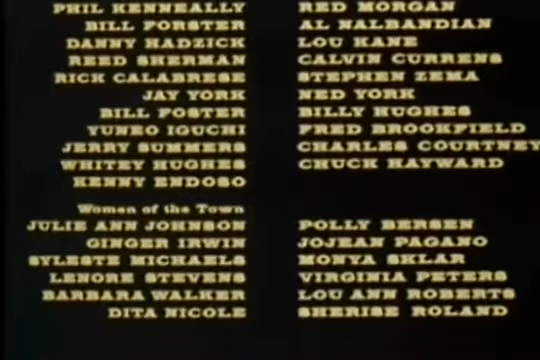 PHIL KENNEALLY RED MORGAN
BILL FORSTER AL NALBANDIAN
DANNY HADZICK LOU KANE
REED SHERMAN CALVIN CURRENS
RICK CALABRESE STEPHEN ZEMA
JAY YORK NED YORK
BILL FOSTER BILLY HUGHES
YUNEO IGUCHI FRED BROOKFIELD
JERRY SUMMERS CHARLES COURTNEY
WHITEY HUGHES CHUCK HAYWARD
KENNY ENDOSO
Women of the Town
JULIE ANN JOHNSON POLLY BERSEN
GINGER IRWIN JOJEAN PAGANO
SYLESTE MICHAELS MONYA SKLAR
LENORE STEVENS VIRGINIA PETERS
BARBARA WALKER LOU ANN ROBERTS
DITA NICOLE SHERISE ROLAND